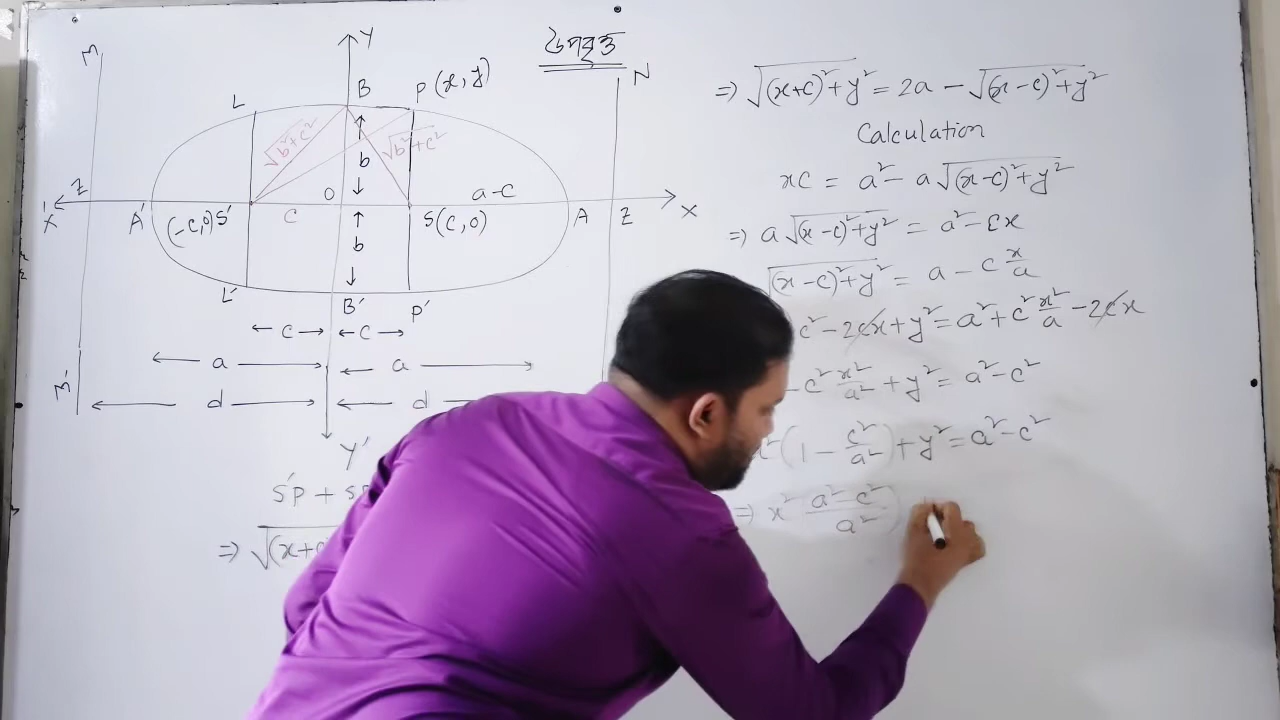 উপবৃত্ত
M
Y
N
L
B
P(x, y)
√b²+c²
b
√b²+c²
Z
O
a-c
X'
A'
(-c,0)S'
C
S(c,0)
A
Z
X
b
L'
B'
P'
← c →
← c →
← a →
← a →
M'
← d →
← d
Y'
S'P + SP
⇒ √(x+c
⇒ √(x+c)²+y² = 2a - √(x-c)²+y²
Calculation
xc = a² - a√(x-c)²+y²
⇒ a√(x-c)²+y² = a² - cx
√(x-c)²+y² = a - c x/a
c² - 2cx + y² = a² + c² x²/a - 2cx
- c² x²/a² + y² = a² - c²
x²(1 - c²/a²) + y² = a² - c²
⇒ x² a²-c²/a²)